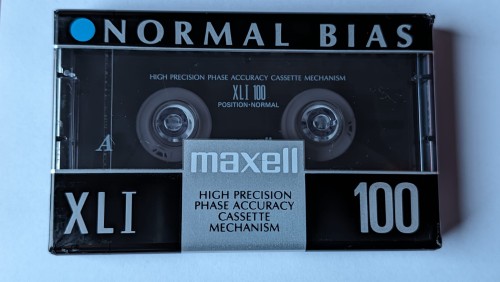 NORMAL BIAS
HIGH PRECISION PHASE ACCURACY CASSETTE MECHANISM
XLI 100
POSITION·NORMAL
A
maxell
HIGH PRECISION
PHASE ACCURACY
CASSETTE
MECHANISM
XLI
100